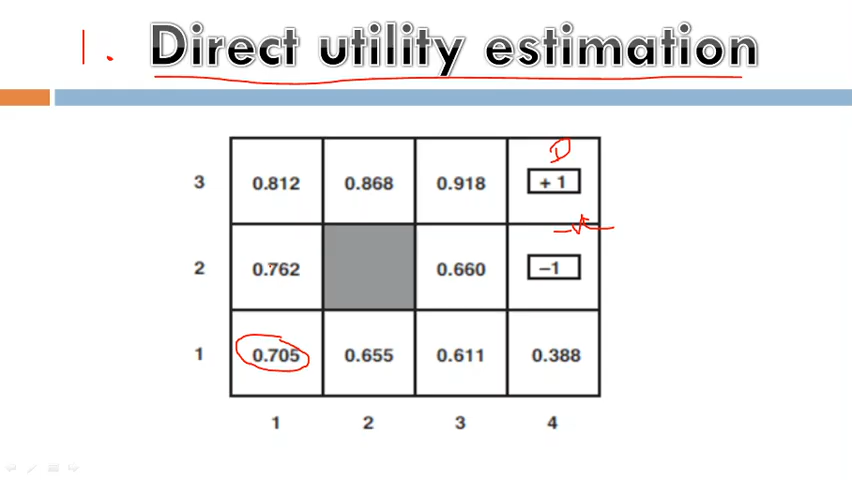 1. Direct utility estimation
D
3 0.812 0.868 0.918 +1
2 0.762 0.660 –1
1 0.705 0.655 0.611 0.388
1 2 3 4